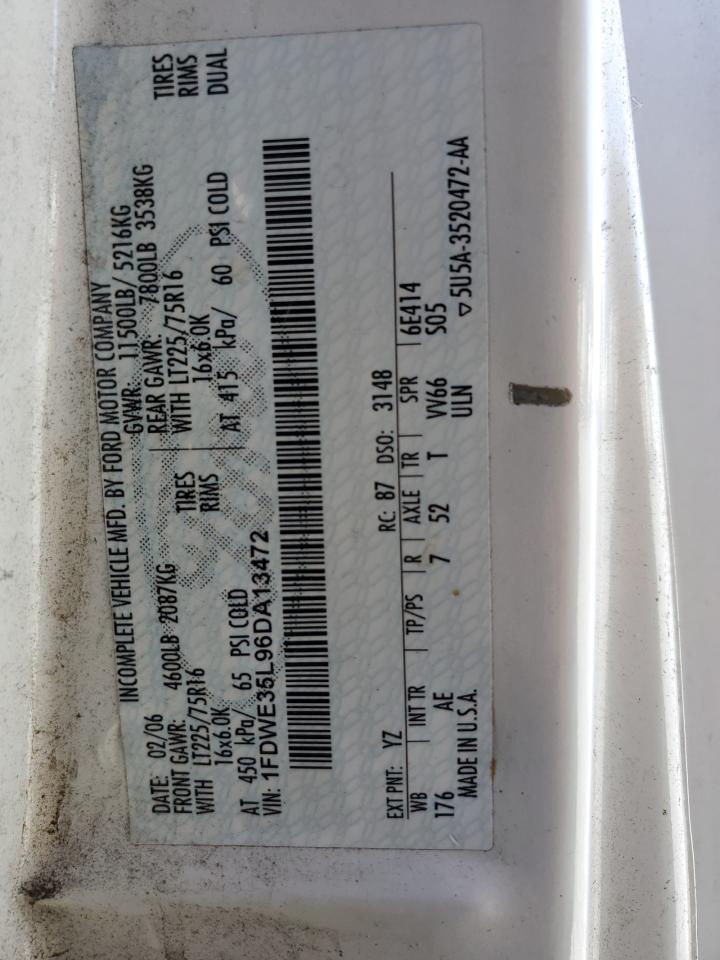 INCOMPLETE VEHICLE MFD. BY FORD MOTOR COMPANY
DATE: 02/06 GVWR: 11500LB/ 5216KG
FRONT GAWR: 4600LB 2087KG REAR GAWR: 7800LB 3538KG
WITH LT225/75R16 TIRES WITH LT225/75R16 TIRES
16x6.0K RIMS 16x6.0K RIMS
AT 450 kPa/ 65 PSI COLD AT 415 kPa/ 60 PSI COLD DUAL
VIN: 1FDWE35L96DA13472
EXT PNT: YZ RC: 87 DSO: 314B
WB INT TR TP/PS R AXLE TR SPR 6E414
176 AE 7 52 T VV66 S05
MADE IN U.S.A. ULN ▽5U5A-3520472-AA